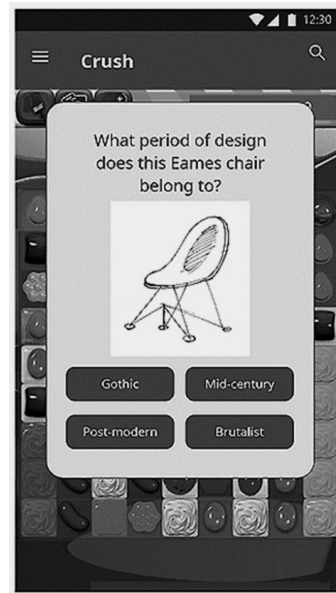 12:30
Crush
What period of design
does this Eames chair
belong to?
Gothic
Mid-century
Post-modern
Brutalist